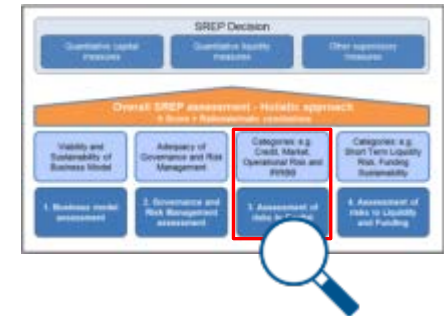 SREP Decision
Quantitative capital
measures
Quantitative liquidity
measures
Other supervisory
measures
Overall SREP assessment - Holistic approach
Viability and
Sustainability of
Business Model
Adequacy of
Governance and Risk
Management
Categories: e.g.
Credit, Market,
Operational Risk and
IRRBB
Categories: e.g.
Short Term Liquidity
Risk, Funding
Sustainability
1. Business model
assessment
2. Governance and
Risk Management
assessment
3. Assessment of
risks to Capital
4. Assessment of
risks to Liquidity
and Funding